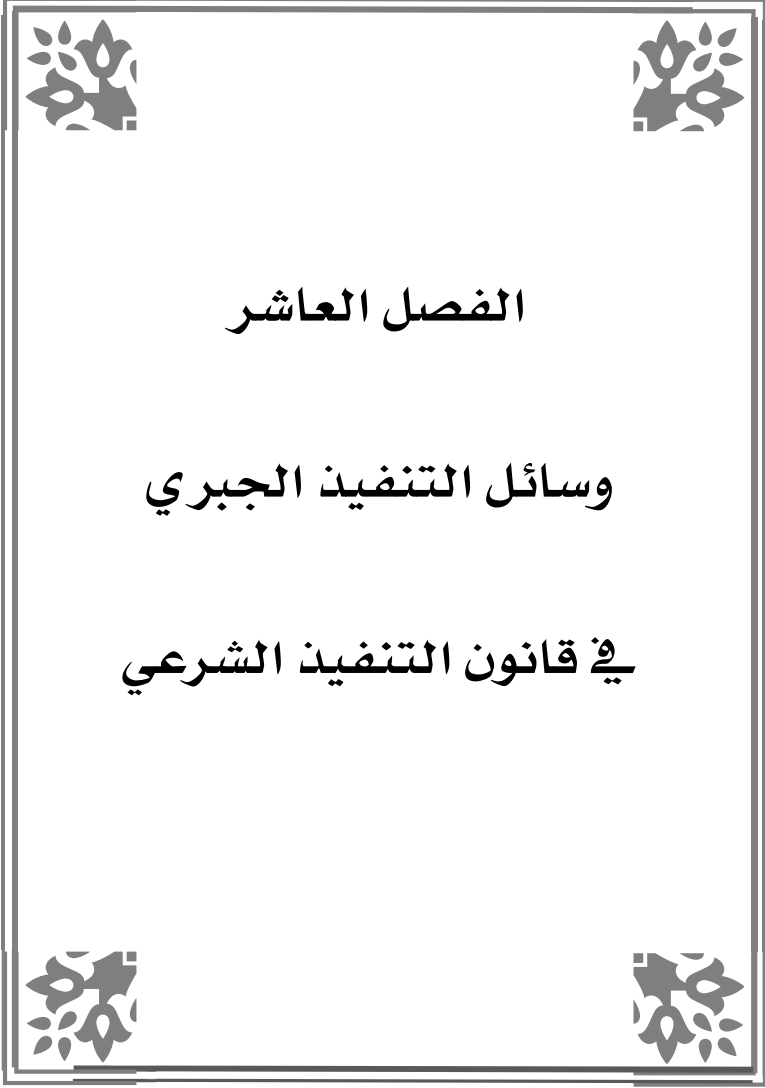 الفصل العاشر
وسائل التنفيذ الجبري
في قانون التنفيذ الشرعي